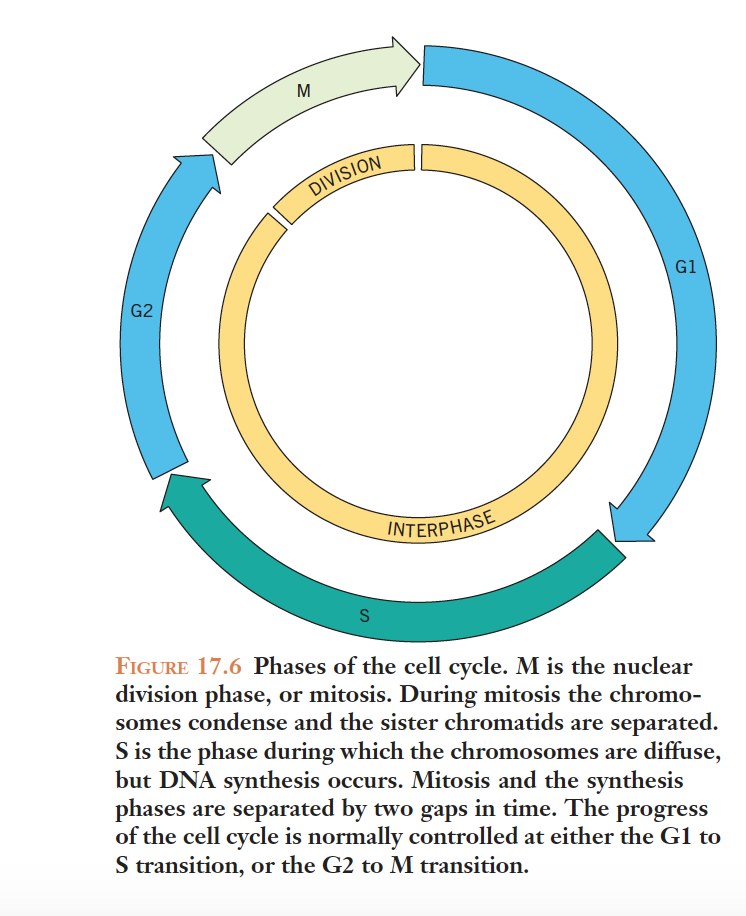 M
DIVISION
G1
G2
INTERPHASE
S
FIGURE 17.6 Phases of the cell cycle. M is the nuclear
division phase, or mitosis. During mitosis the chromo-
somes condense and the sister chromatids are separated.
S is the phase during which the chromosomes are diffuse,
but DNA synthesis occurs. Mitosis and the synthesis
phases are separated by two gaps in time. The progress
of the cell cycle is normally controlled at either the G1 to
S transition, or the G2 to M transition.